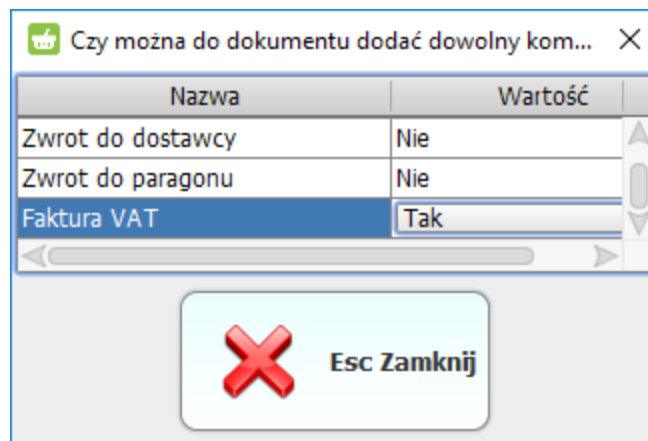 Czy można do dokumentu dodać dowolny kom...
Nazwa Wartość
Zwrot do dostawcy Nie
Zwrot do paragonu Nie
Faktura VAT Tak
Esc Zamknij